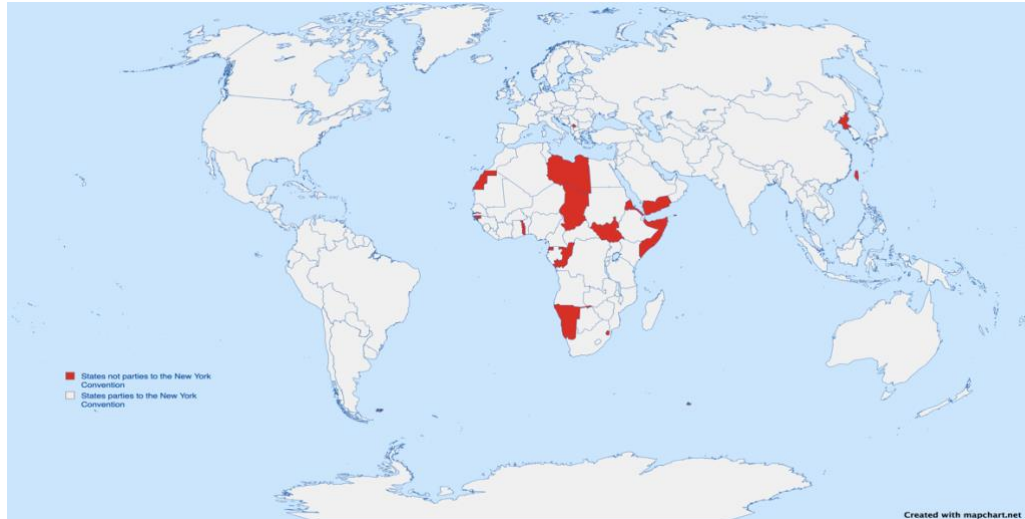 States not parties to the New York
Convention
States parties to the New York
Convention
Created with mapchart.net